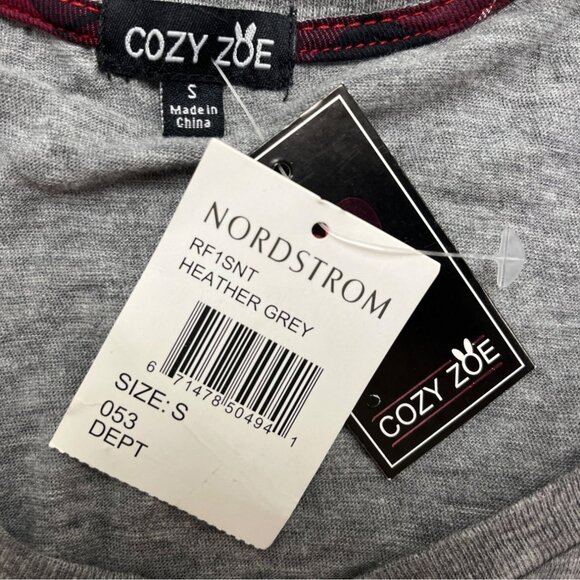 COZY ZOE
S
Made in
China
NORDSTROM
RF1SNT
HEATHER GREY
6 71478 50494 1
SIZE: S
053
DEPT
COZY ZOE